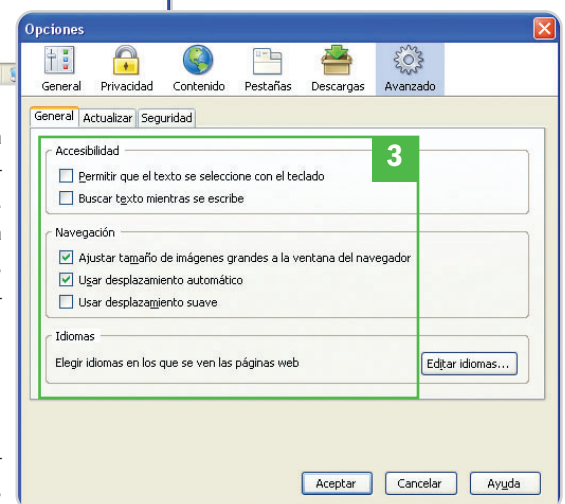 Opciones
General Privacidad Contenido Pestañas Descargas Avanzado
General Actualizar Seguridad
3
Accesibilidad
Permitir que el texto se seleccione con el teclado
Buscar texto mientras se escribe
Navegación
Ajustar tamaño de imágenes grandes a la ventana del navegador
Usar desplazamiento automático
Usar desplazamiento suave
Idiomas
Elegir idiomas en los que se ven las páginas web Editar idiomas...
Aceptar Cancelar Ayuda